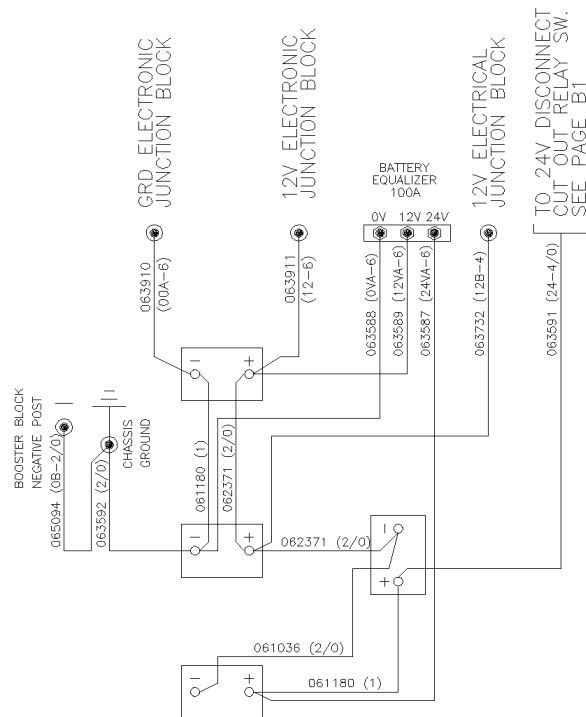 GRD ELECTRONIC
JUNCTION BLOCK
12V ELECTRONIC
JUNCTION BLOCK
BATTERY
EQUALIZER
100A
0V 12V 24V
12V ELECTRICAL
JUNCTION BLOCK
TO 24V DISCONNECT
CUT OUT RELAY SW.
SEE PAGE B1
063910
(00A-6)
063911
(12-6)
063588 (0VA-6)
063589 (12VA-6)
063587 (24VA-6)
063732 (12B-4)
063591 (24-4/0)
BOOSTER BLOCK
NEGATIVE POST
CHASSIS
GROUND
065094 (0B-2/0)
063592 (2/0)
- +
061180 (1)
062371 (2/0)
- +
062371 (2/0)
- +
061036 (2/0)
061180 (1)
- +